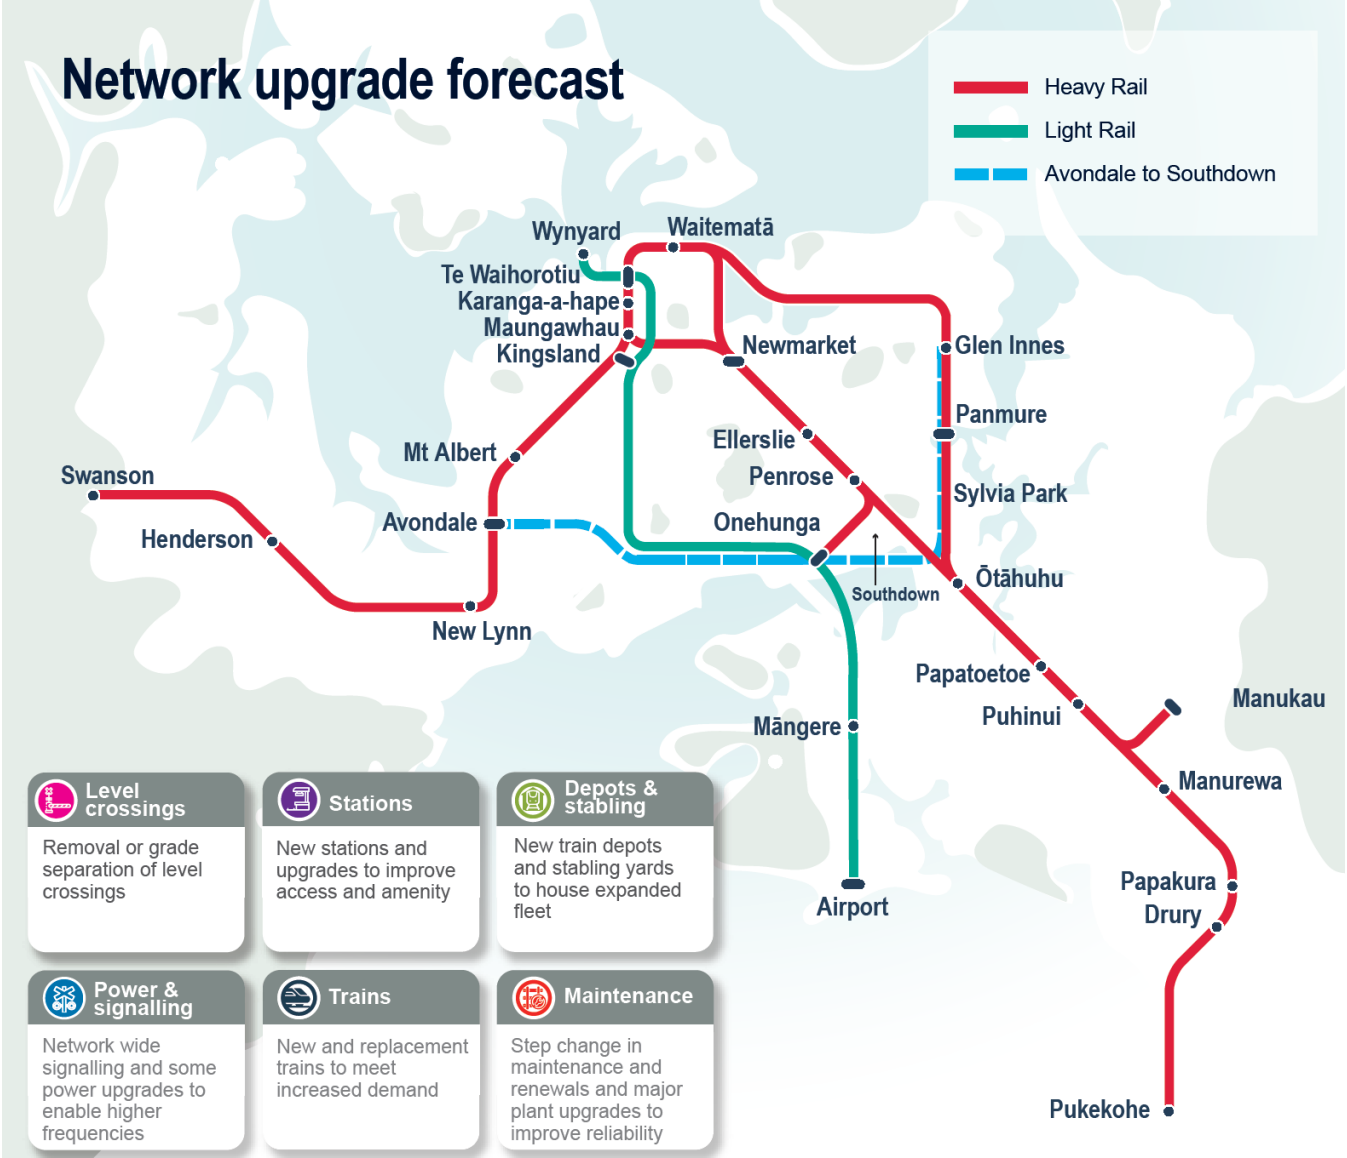 Network upgrade forecast
Heavy Rail
Light Rail
Avondale to Southdown
Wynyard
Waitematā
Te Waihorotiu
Karanga-a-hape
Maungawhau
Kingsland
Newmarket
Glen Innes
Panmure
Ellerslie
Mt Albert
Penrose
Swanson
Sylvia Park
Avondale
Onehunga
Henderson
Ōtāhuhu
Southdown
New Lynn
Papatoetoe
Manukau
Puhinui
Māngere
Manurewa
Papakura
Airport
Drury
Pukekohe
Level
crossings
Removal or grade
separation of level
crossings
Stations
New stations and
upgrades to improve
access and amenity
Depots &
stabling
New train depots
and stabling yards
to house expanded
fleet
Power &
signalling
Network wide
signalling and some
power upgrades to
enable higher
frequencies
Trains
New and replacement
trains to meet
increased demand
Maintenance
Step change in
maintenance and
renewals and major
plant upgrades to
improve reliability